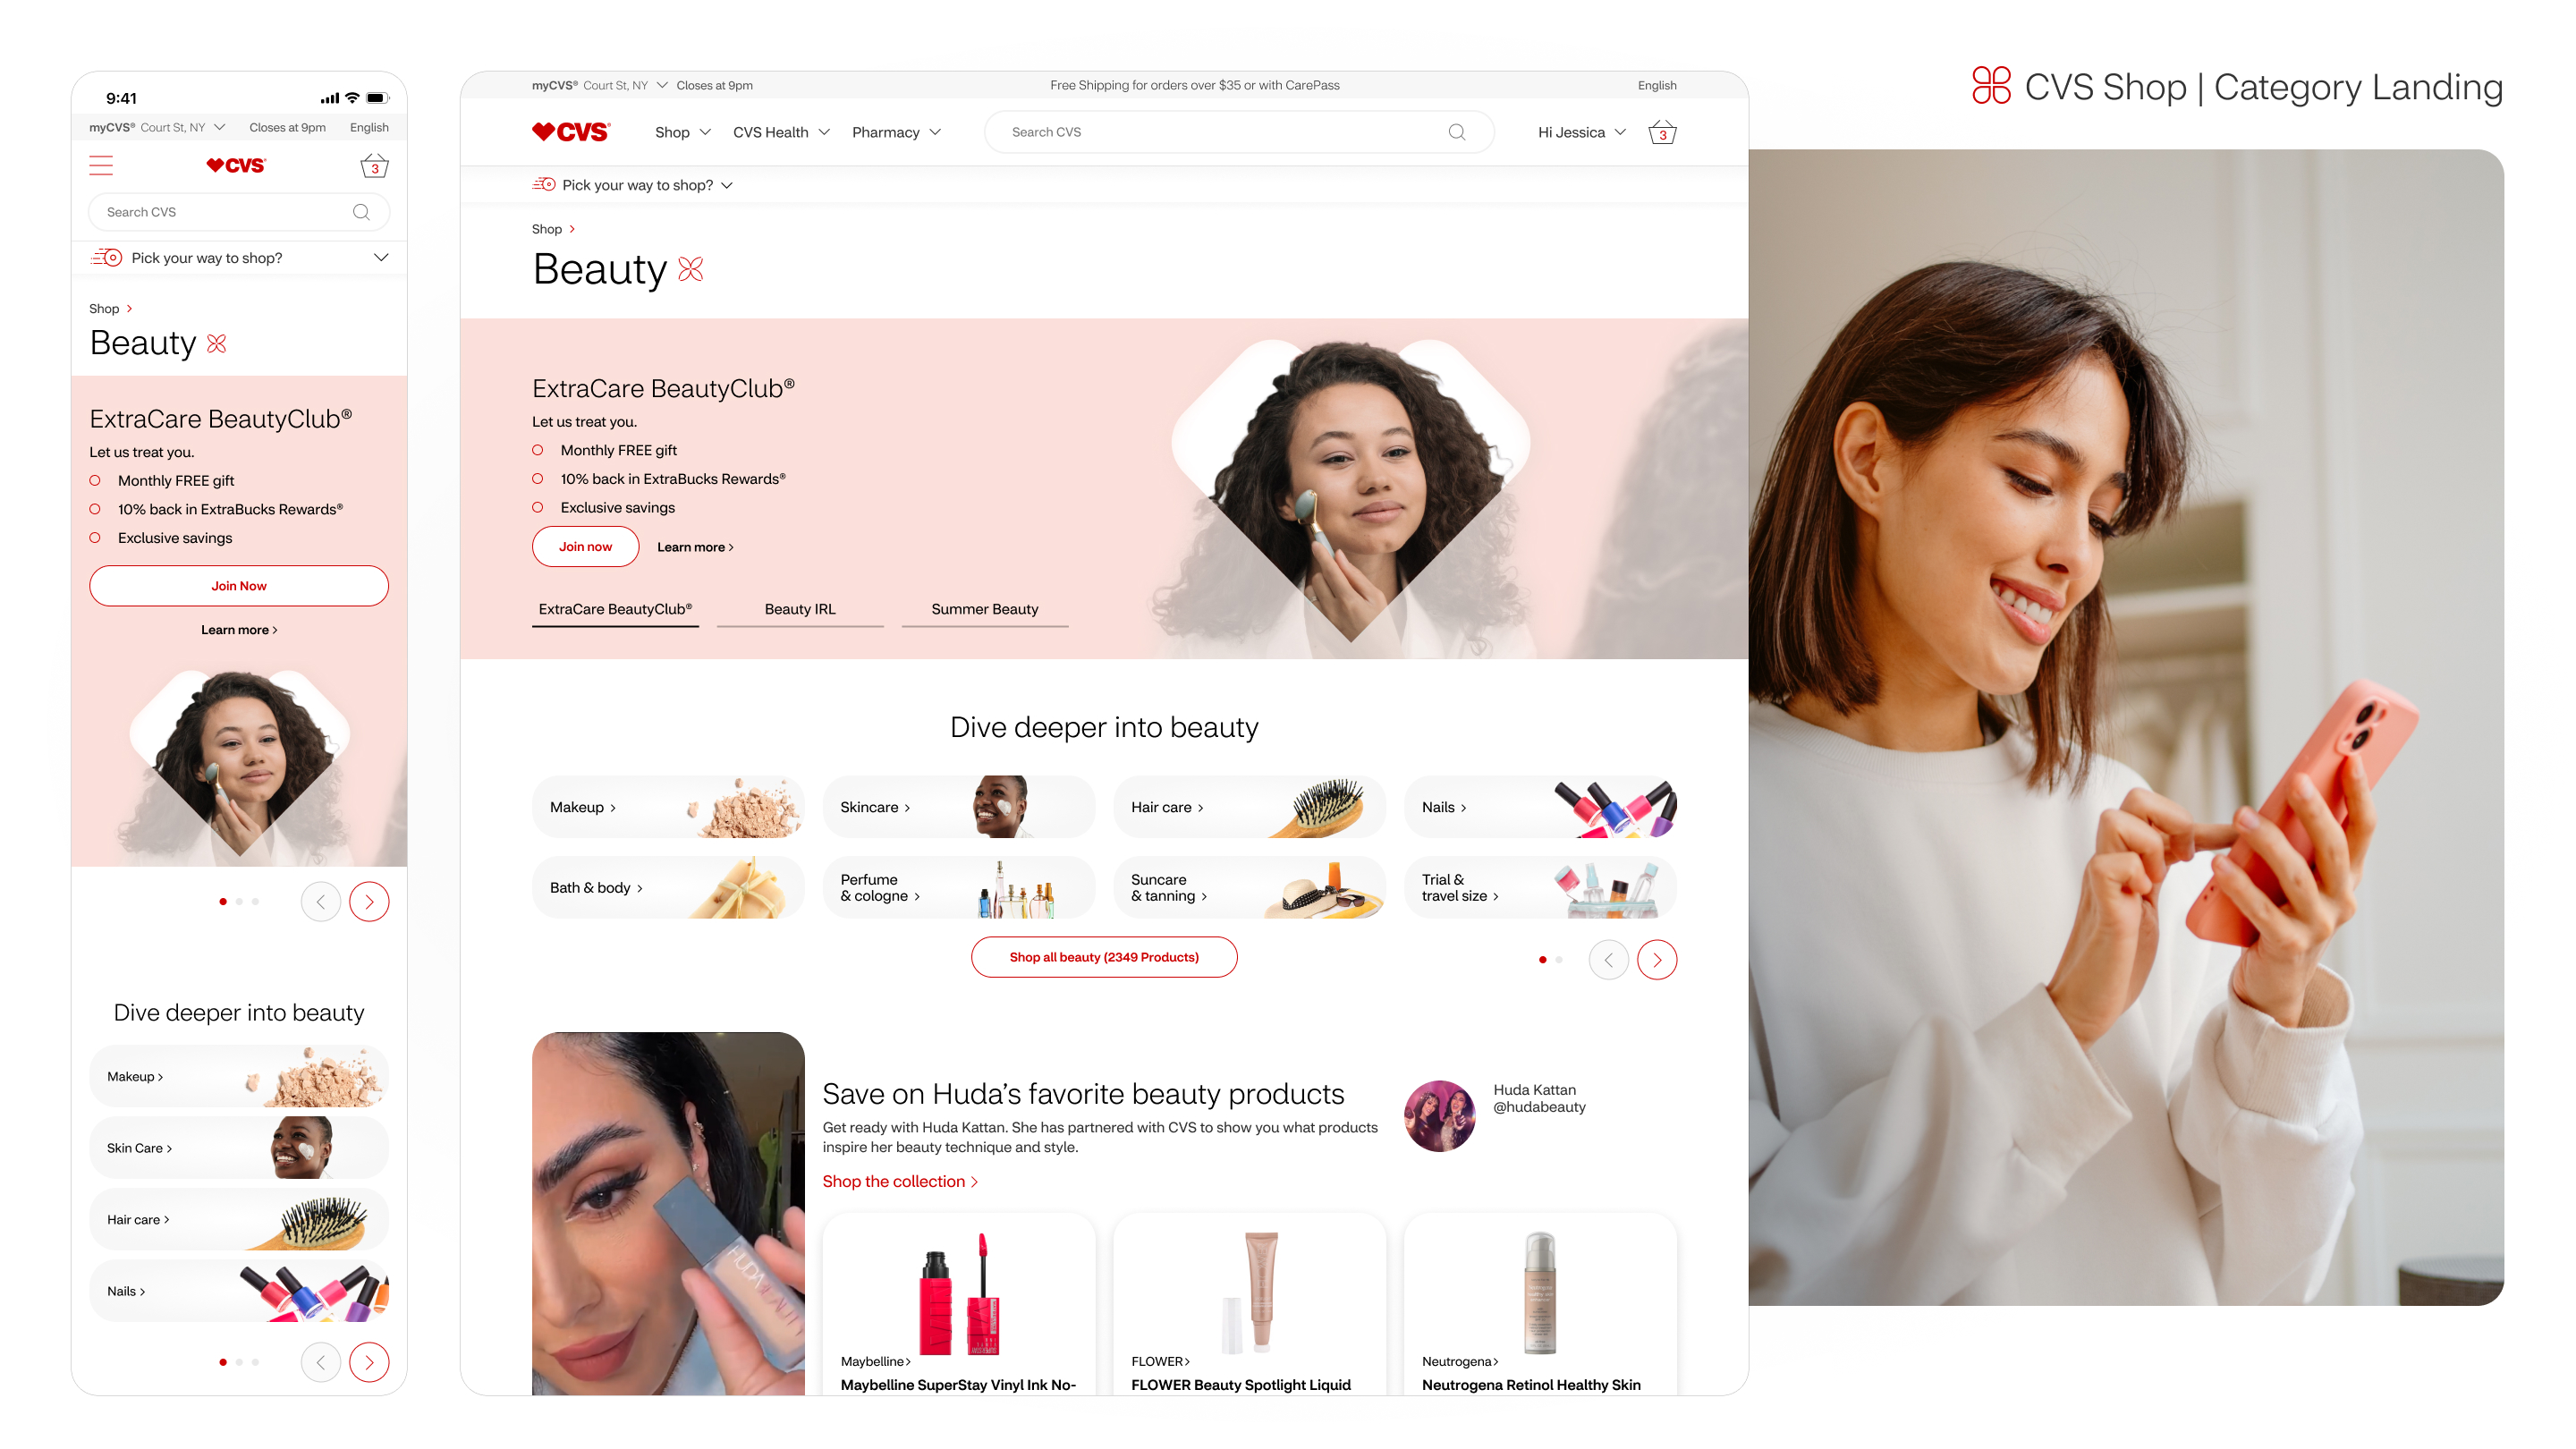 CVS Shop | Category Landing
9:41
myCVS® Court St, NY Closes at 9pm English
CVS
3
Search CVS
Pick your way to shop?
Shop
Beauty
ExtraCare BeautyClub®
Let us treat you.
Monthly FREE gift
10% back in ExtraBucks Rewards®
Exclusive savings
Join Now
Learn more
Dive deeper into beauty
Makeup
Skin Care
Hair care
Nails
myCVS® Court St, NY Closes at 9pm Free Shipping for orders over $35 or with CarePass English
CVS® Shop CVS Health Pharmacy Search CVS Hi Jessica 3
Pick your way to shop?
Shop
Beauty
ExtraCare BeautyClub®
Let us treat you.
Monthly FREE gift
10% back in ExtraBucks Rewards®
Exclusive savings
Join now Learn more
ExtraCare BeautyClub® Beauty IRL Summer Beauty
Dive deeper into beauty
Makeup
Skincare
Hair care
Nails
Bath & body
Perfume
& cologne
Suncare
& tanning
Trial &
travel size
Shop all beauty (2349 Products)
Save on Huda’s favorite beauty products
Get ready with Huda Kattan. She has partnered with CVS to show you what products
inspire her beauty technique and style.
Shop the collection
Huda Kattan
@hudabeauty
Maybelline
Maybelline SuperStay Vinyl Ink No-
FLOWER
FLOWER Beauty Spotlight Liquid
Neutrogena
Neutrogena Retinol Healthy Skin